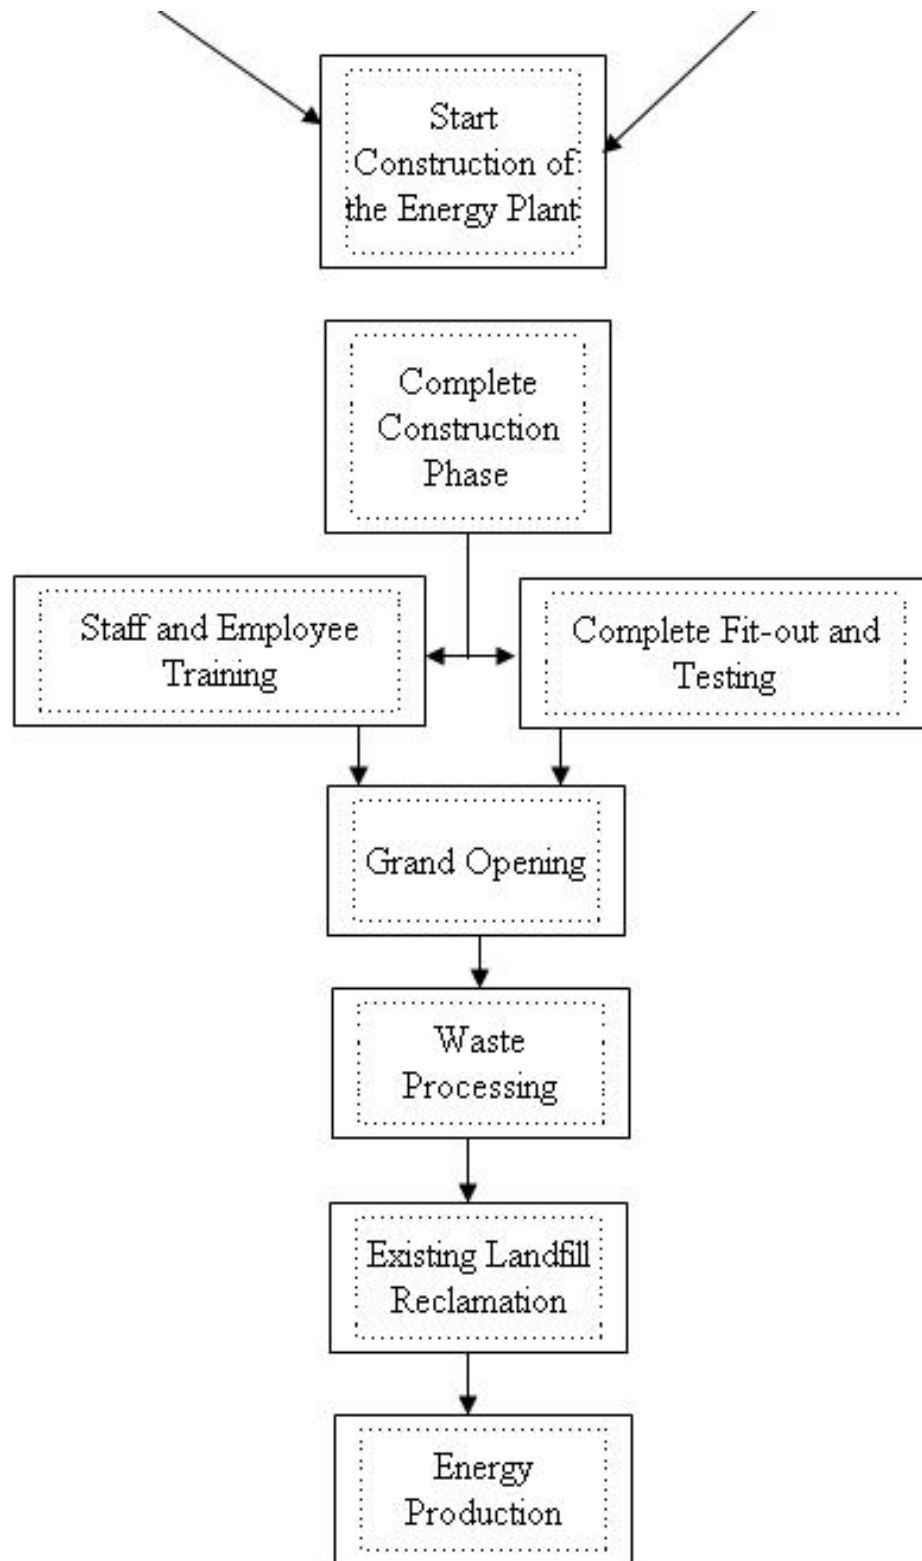 Start
Construction of
the Energy Plant
Complete
Construction
Phase
Staff and Employee
Training
Complete Fit-out and
Testing
Grand Opening
Waste
Processing
Existing Landfill
Reclamation
Energy
Production